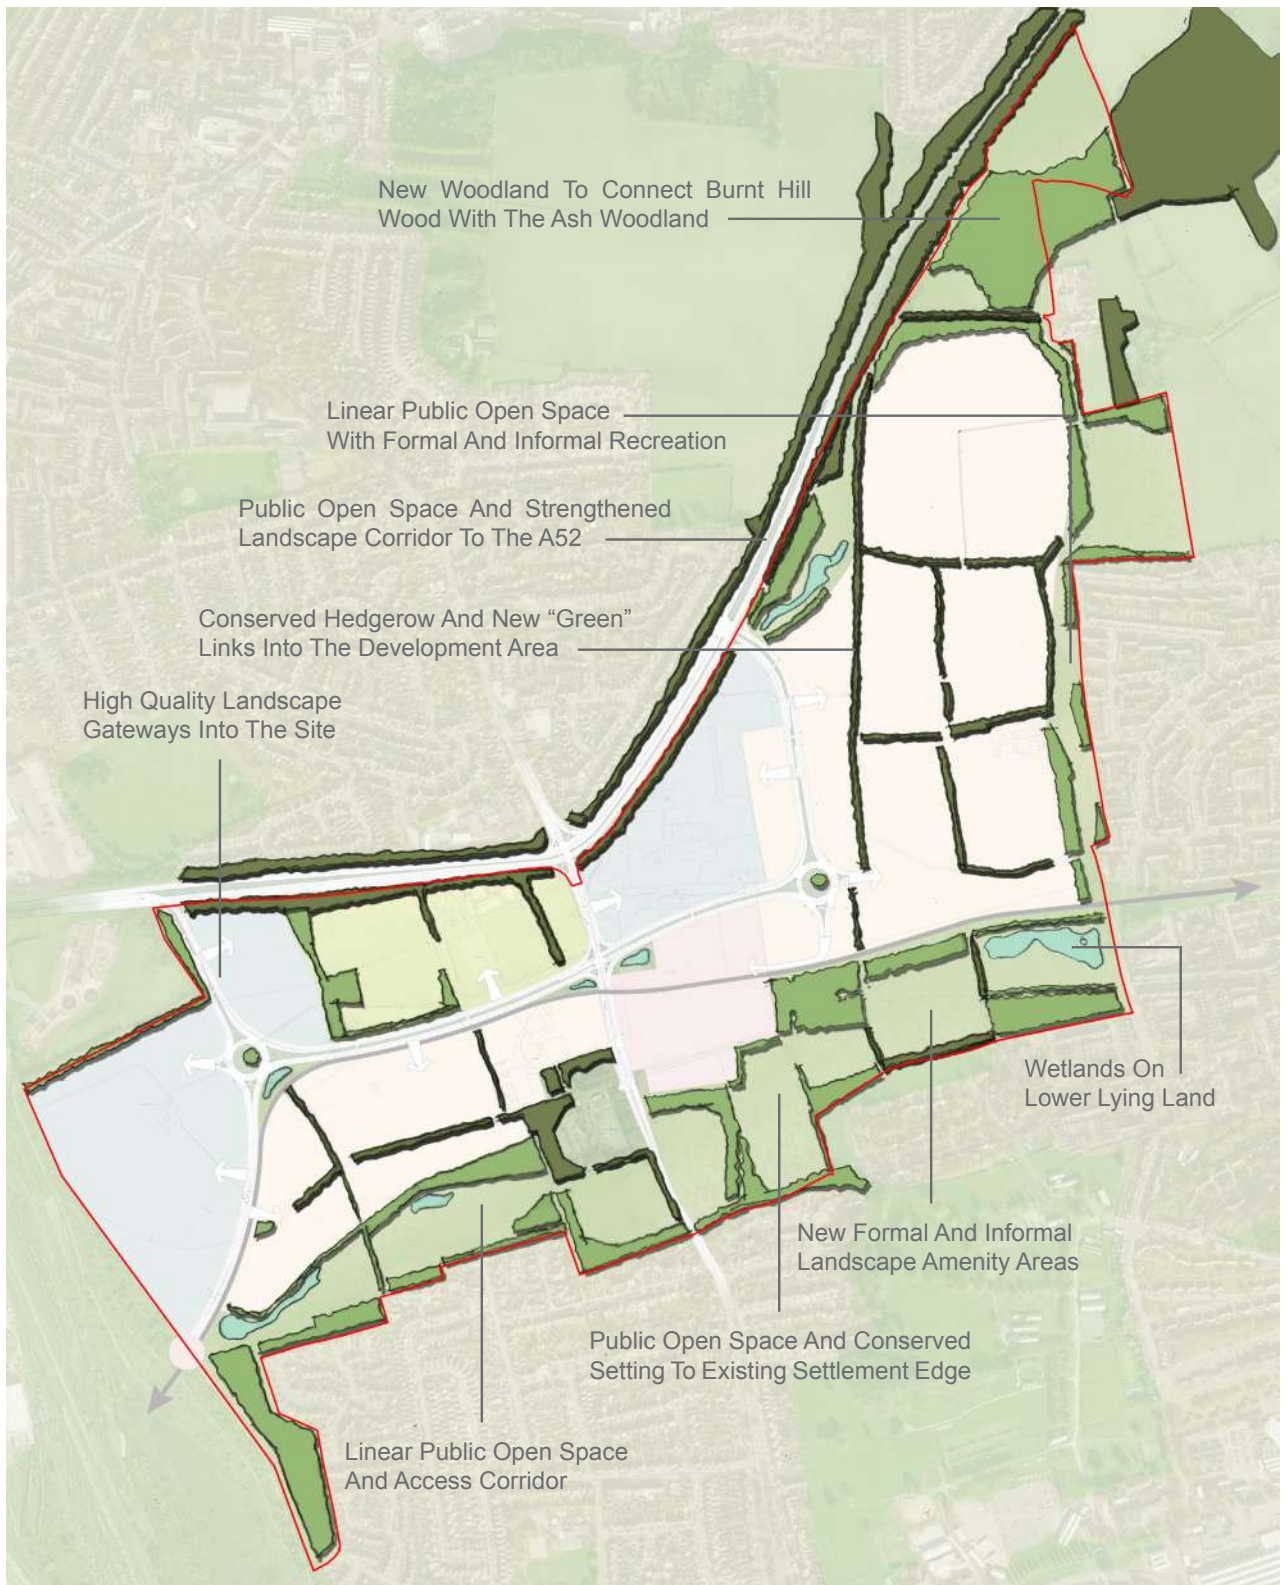 New Woodland To Connect Burnt Hill
Wood With The Ash Woodland
Linear Public Open Space
With Formal And Informal Recreation
Public Open Space And Strengthened
Landscape Corridor To The A52
Conserved Hedgerow And New “Green”
Links Into The Development Area
High Quality Landscape
Gateways Into The Site
Wetlands On
Lower Lying Land
New Formal And Informal
Landscape Amenity Areas
Public Open Space And Conserved
Setting To Existing Settlement Edge
Linear Public Open Space
And Access Corridor